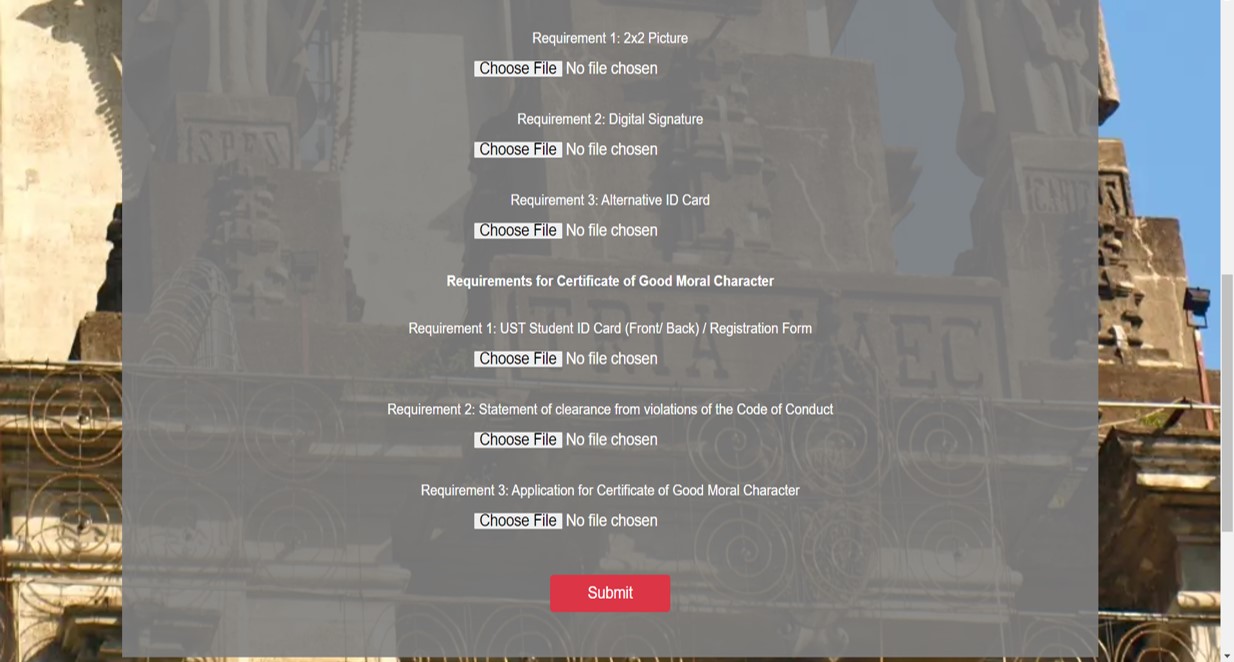 Requirement 1: 2x2 Picture
Choose File No file chosen
Requirement 2: Digital Signature
Choose File No file chosen
Requirement 3: Alternative ID Card
Choose File No file chosen
Requirements for Certificate of Good Moral Character
Requirement 1: UST Student ID Card (Front/ Back) / Registration Form
Choose File No file chosen
Requirement 2: Statement of clearance from violations of the Code of Conduct
Choose File No file chosen
Requirement 3: Application for Certificate of Good Moral Character
Choose File No file chosen
Submit
SPES
TRIA AEC